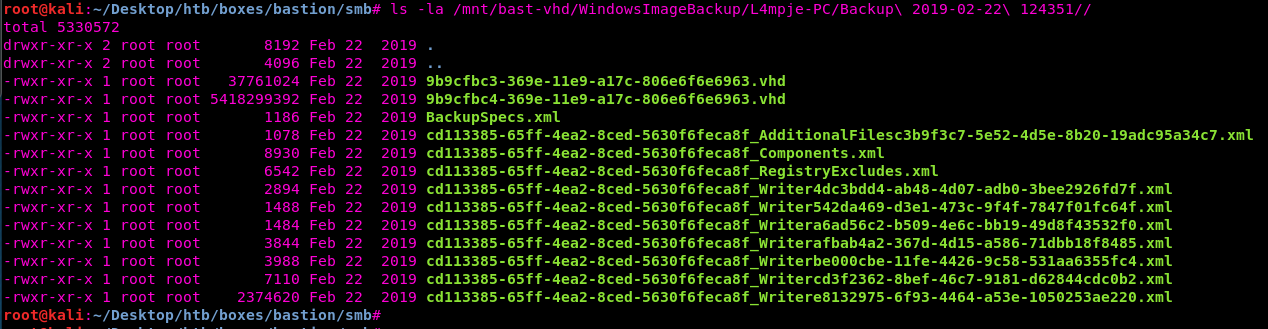 root@kali:~/Desktop/htb/boxes/bastion/smb# ls -la /mnt/bast-vhd/WindowsImageBackup/L4mpje-PC/Backup\ 2019-02-22\ 124351//
total 5330572
drwxr-xr-x 2 root root 8192 Feb 22 2019 .
drwxr-xr-x 2 root root 4096 Feb 22 2019 ..
-rwxr-xr-x 1 root root 37761024 Feb 22 2019 9b9cfbc3-369e-11e9-a17c-806e6f6e6963.vhd
-rwxr-xr-x 1 root root 5418299392 Feb 22 2019 9b9cfbc4-369e-11e9-a17c-806e6f6e6963.vhd
-rwxr-xr-x 1 root root 1186 Feb 22 2019 BackupSpecs.xml
-rwxr-xr-x 1 root root 1078 Feb 22 2019 cd113385-65ff-4ea2-8ced-5630f6feca8f_AdditionalFilesc3b9f3c7-5e52-4d5e-8b20-19adc95a34c7.xml
-rwxr-xr-x 1 root root 8930 Feb 22 2019 cd113385-65ff-4ea2-8ced-5630f6feca8f_Components.xml
-rwxr-xr-x 1 root root 6542 Feb 22 2019 cd113385-65ff-4ea2-8ced-5630f6feca8f_RegistryExcludes.xml
-rwxr-xr-x 1 root root 2894 Feb 22 2019 cd113385-65ff-4ea2-8ced-5630f6feca8f_Writer4dc3bdd4-ab48-4d07-adb0-3bee2926fd7f.xml
-rwxr-xr-x 1 root root 1488 Feb 22 2019 cd113385-65ff-4ea2-8ced-5630f6feca8f_Writer542da469-d3e1-473c-9f4f-7847f01fc64f.xml
-rwxr-xr-x 1 root root 1484 Feb 22 2019 cd113385-65ff-4ea2-8ced-5630f6feca8f_Writera6ad56c2-b509-4e6c-bb19-49d8f43532f0.xml
-rwxr-xr-x 1 root root 3844 Feb 22 2019 cd113385-65ff-4ea2-8ced-5630f6feca8f_Writerafbab4a2-367d-4d15-a586-71dbb18f8485.xml
-rwxr-xr-x 1 root root 3988 Feb 22 2019 cd113385-65ff-4ea2-8ced-5630f6feca8f_Writerbe000cbe-11fe-4426-9c58-531aa6355fc4.xml
-rwxr-xr-x 1 root root 7110 Feb 22 2019 cd113385-65ff-4ea2-8ced-5630f6feca8f_Writercd3f2362-8bef-46c7-9181-d62844cdc0b2.xml
-rwxr-xr-x 1 root root 2374620 Feb 22 2019 cd113385-65ff-4ea2-8ced-5630f6feca8f_Writere8132975-6f93-4464-a53e-1050253ae220.xml
root@kali:~/Desktop/htb/boxes/bastion/smb#